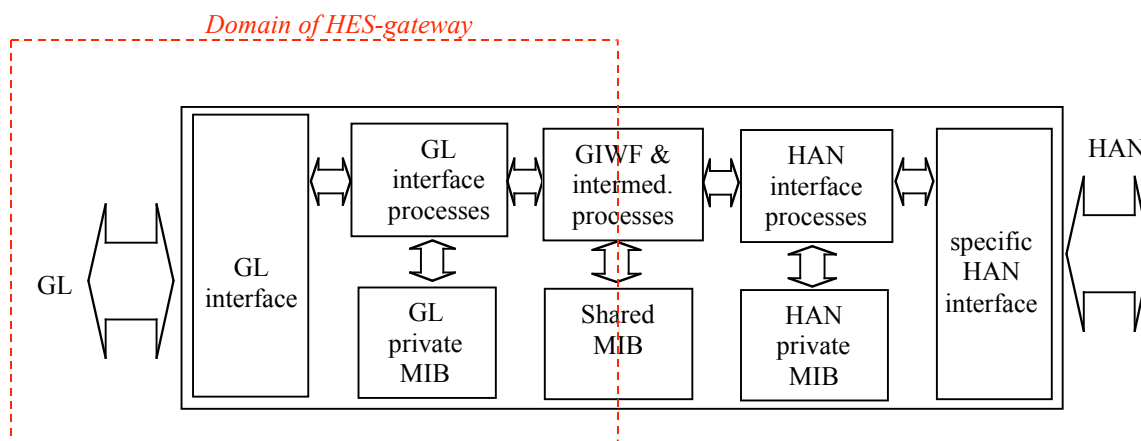 Domain of HES-gateway
GL
GL
interface
GL
interface
processes
GL
private
MIB
GIWF &
intermed.
processes
Shared
MIB
HAN
interface
processes
HAN
private
MIB
specific
HAN
interface
HAN